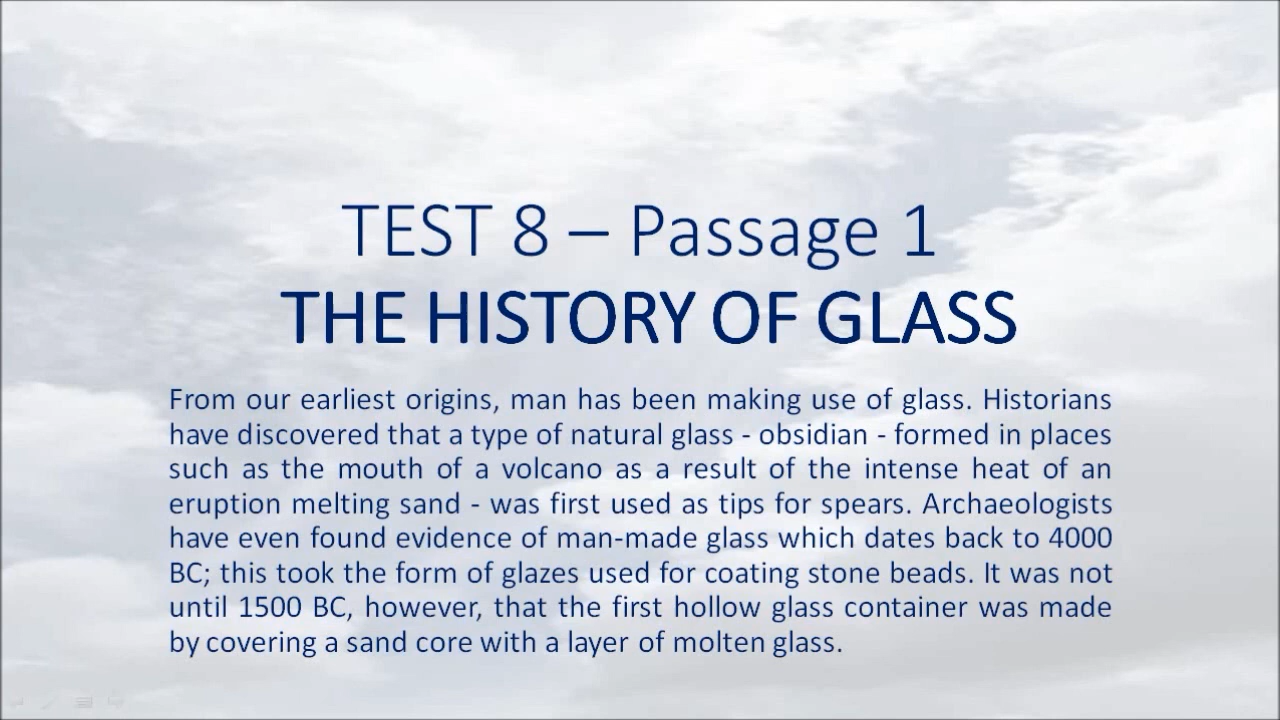 TEST 8 – Passage 1
THE HISTORY OF GLASS
From our earliest origins, man has been making use of glass. Historians
have discovered that a type of natural glass - obsidian - formed in places
such as the mouth of a volcano as a result of the intense heat of an
eruption melting sand - was first used as tips for spears. Archaeologists
have even found evidence of man-made glass which dates back to 4000
BC; this took the form of glazes used for coating stone beads. It was not
until 1500 BC, however, that the first hollow glass container was made
by covering a sand core with a layer of molten glass.